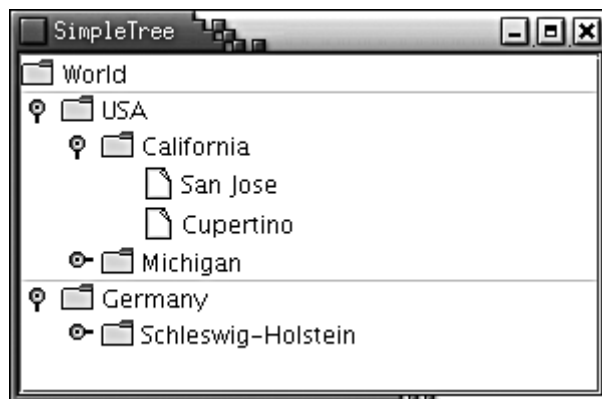 SimpleTree
World
USA
California
San Jose
Cupertino
Michigan
Germany
Schleswig-Holstein